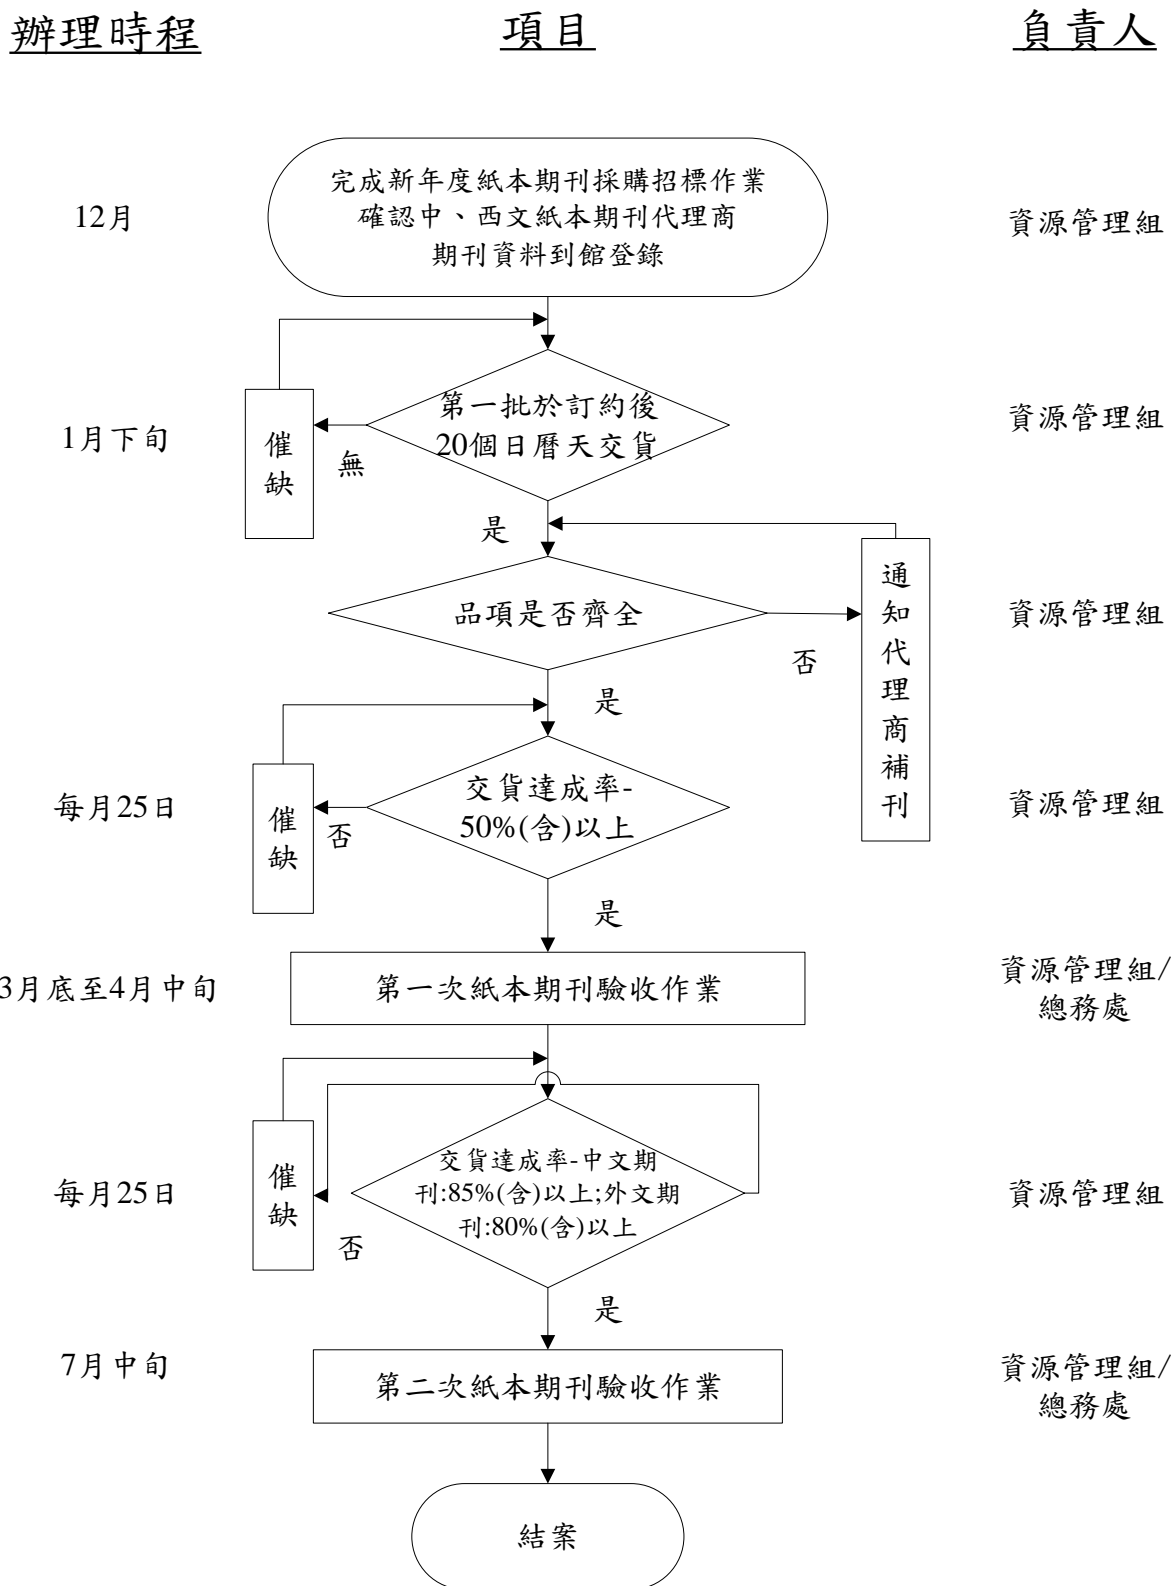 辦理時程
項目
負責人
12月
完成新年度紙本期刊採購招標作業
確認中、西文紙本期刊代理商
期刊資料到館登錄
資源管理組
1月下旬
催
缺
無
第一批於訂約後
20個日曆天交貨
資源管理組
是
品項是否齊全
否
通
知
代
理
商
補
刊
資源管理組
是
每月25日
催
缺
否
交貨達成率-
50%(含)以上
資源管理組
是
3月底至4月中旬
第一次紙本期刊驗收作業
資源管理組/
總務處
每月25日
催
缺
否
交貨達成率-中文期
刊:85%(含)以上;外文期
刊:80%(含)以上
資源管理組
是
7月中旬
第二次紙本期刊驗收作業
資源管理組/
總務處
結案